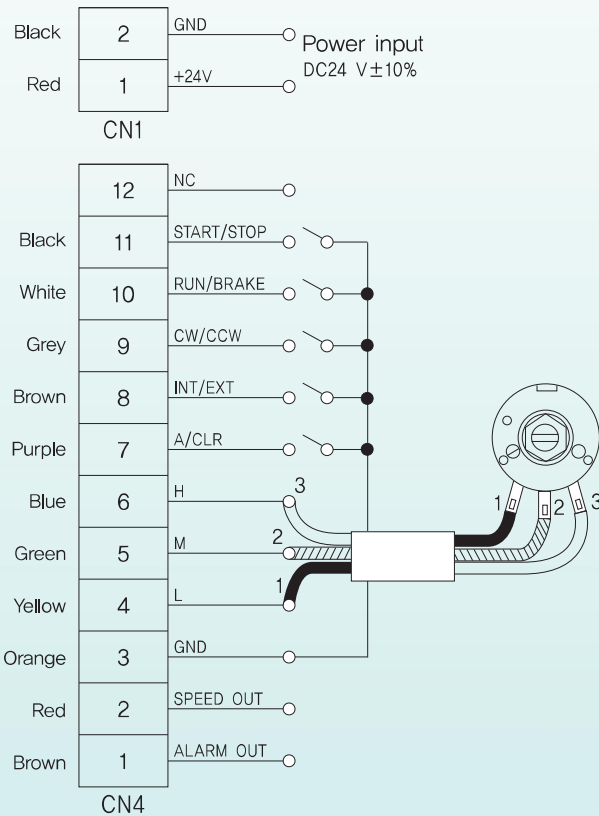 Black 2 GND
Power input
Red 1 +24V DC24 V±10%
CN1
12 NC
Black 11 START/STOP
White 10 RUN/BRAKE
Grey 9 CW/CCW
Brown 8 INT/EXT
Purple 7 A/CLR
Blue 6 H 3
1 2 3
Green 5 M 2
Yellow 4 L 1
Orange 3 GND
Red 2 SPEED OUT
Brown 1 ALARM OUT
CN4